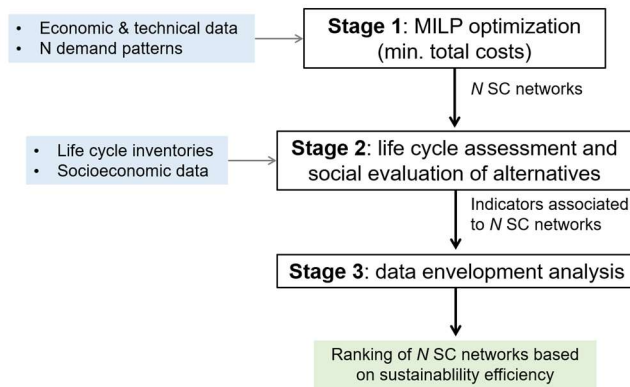 • Economic & technical data
• N demand patterns
Stage 1: MILP optimization
(min. total costs)
N SC networks
• Life cycle inventories
• Socioeconomic data
Stage 2: life cycle assessment and
social evaluation of alternatives
Indicators associated
to N SC networks
Stage 3: data envelopment analysis
Ranking of N SC networks based
on sustainablility efficiency